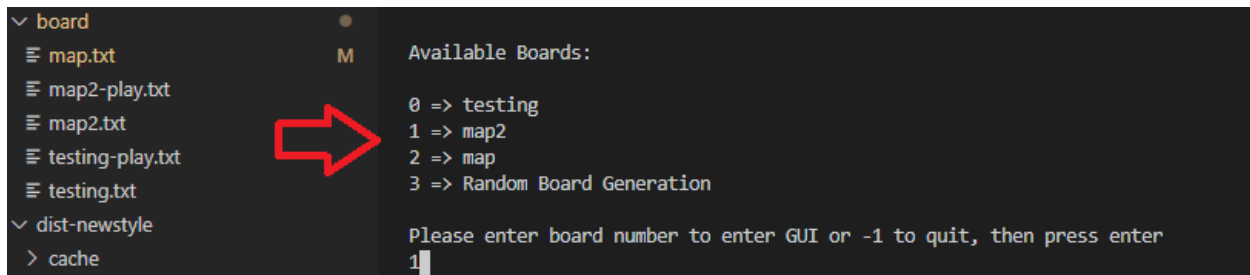 board
map.txt M
map2-play.txt
map2.txt
testing-play.txt
testing.txt
dist-newstyle
cache
Available Boards:
0 => testing
1 => map2
2 => map
3 => Random Board Generation
Please enter board number to enter GUI or -1 to quit, then press enter
1